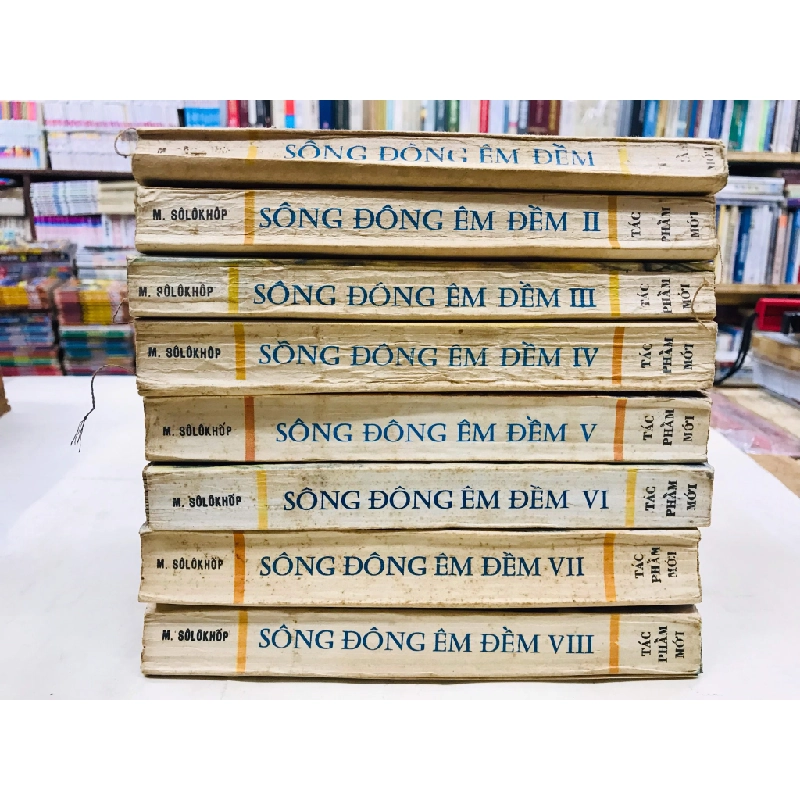 SÔNG ĐÔNG ÊM ĐỀM
MỚI
M. SÔLÔKHỐP SÔNG ĐÔNG ÊM ĐỀM II TÁC PHẨM MỚI
M. SÔLÔKHỐP SÔNG ĐÔNG ÊM ĐỀM III TÁC PHẨM MỚI
M. SÔLÔKHỐP SÔNG ĐÔNG ÊM ĐỀM IV TÁC PHẨM MỚI
M. SÔLÔKHỐP SÔNG ĐÔNG ÊM ĐỀM V TÁC PHẨM MỚI
M. SÔLÔKHỐP SÔNG ĐÔNG ÊM ĐỀM VI TÁC PHẨM MỚI
M. SÔLÔKHỐP SÔNG ĐÔNG ÊM ĐỀM VII TÁC PHẨM MỚI
M. SÔLÔKHỐP SÔNG ĐÔNG ÊM ĐỀM VIII TÁC PHẨM MỚI